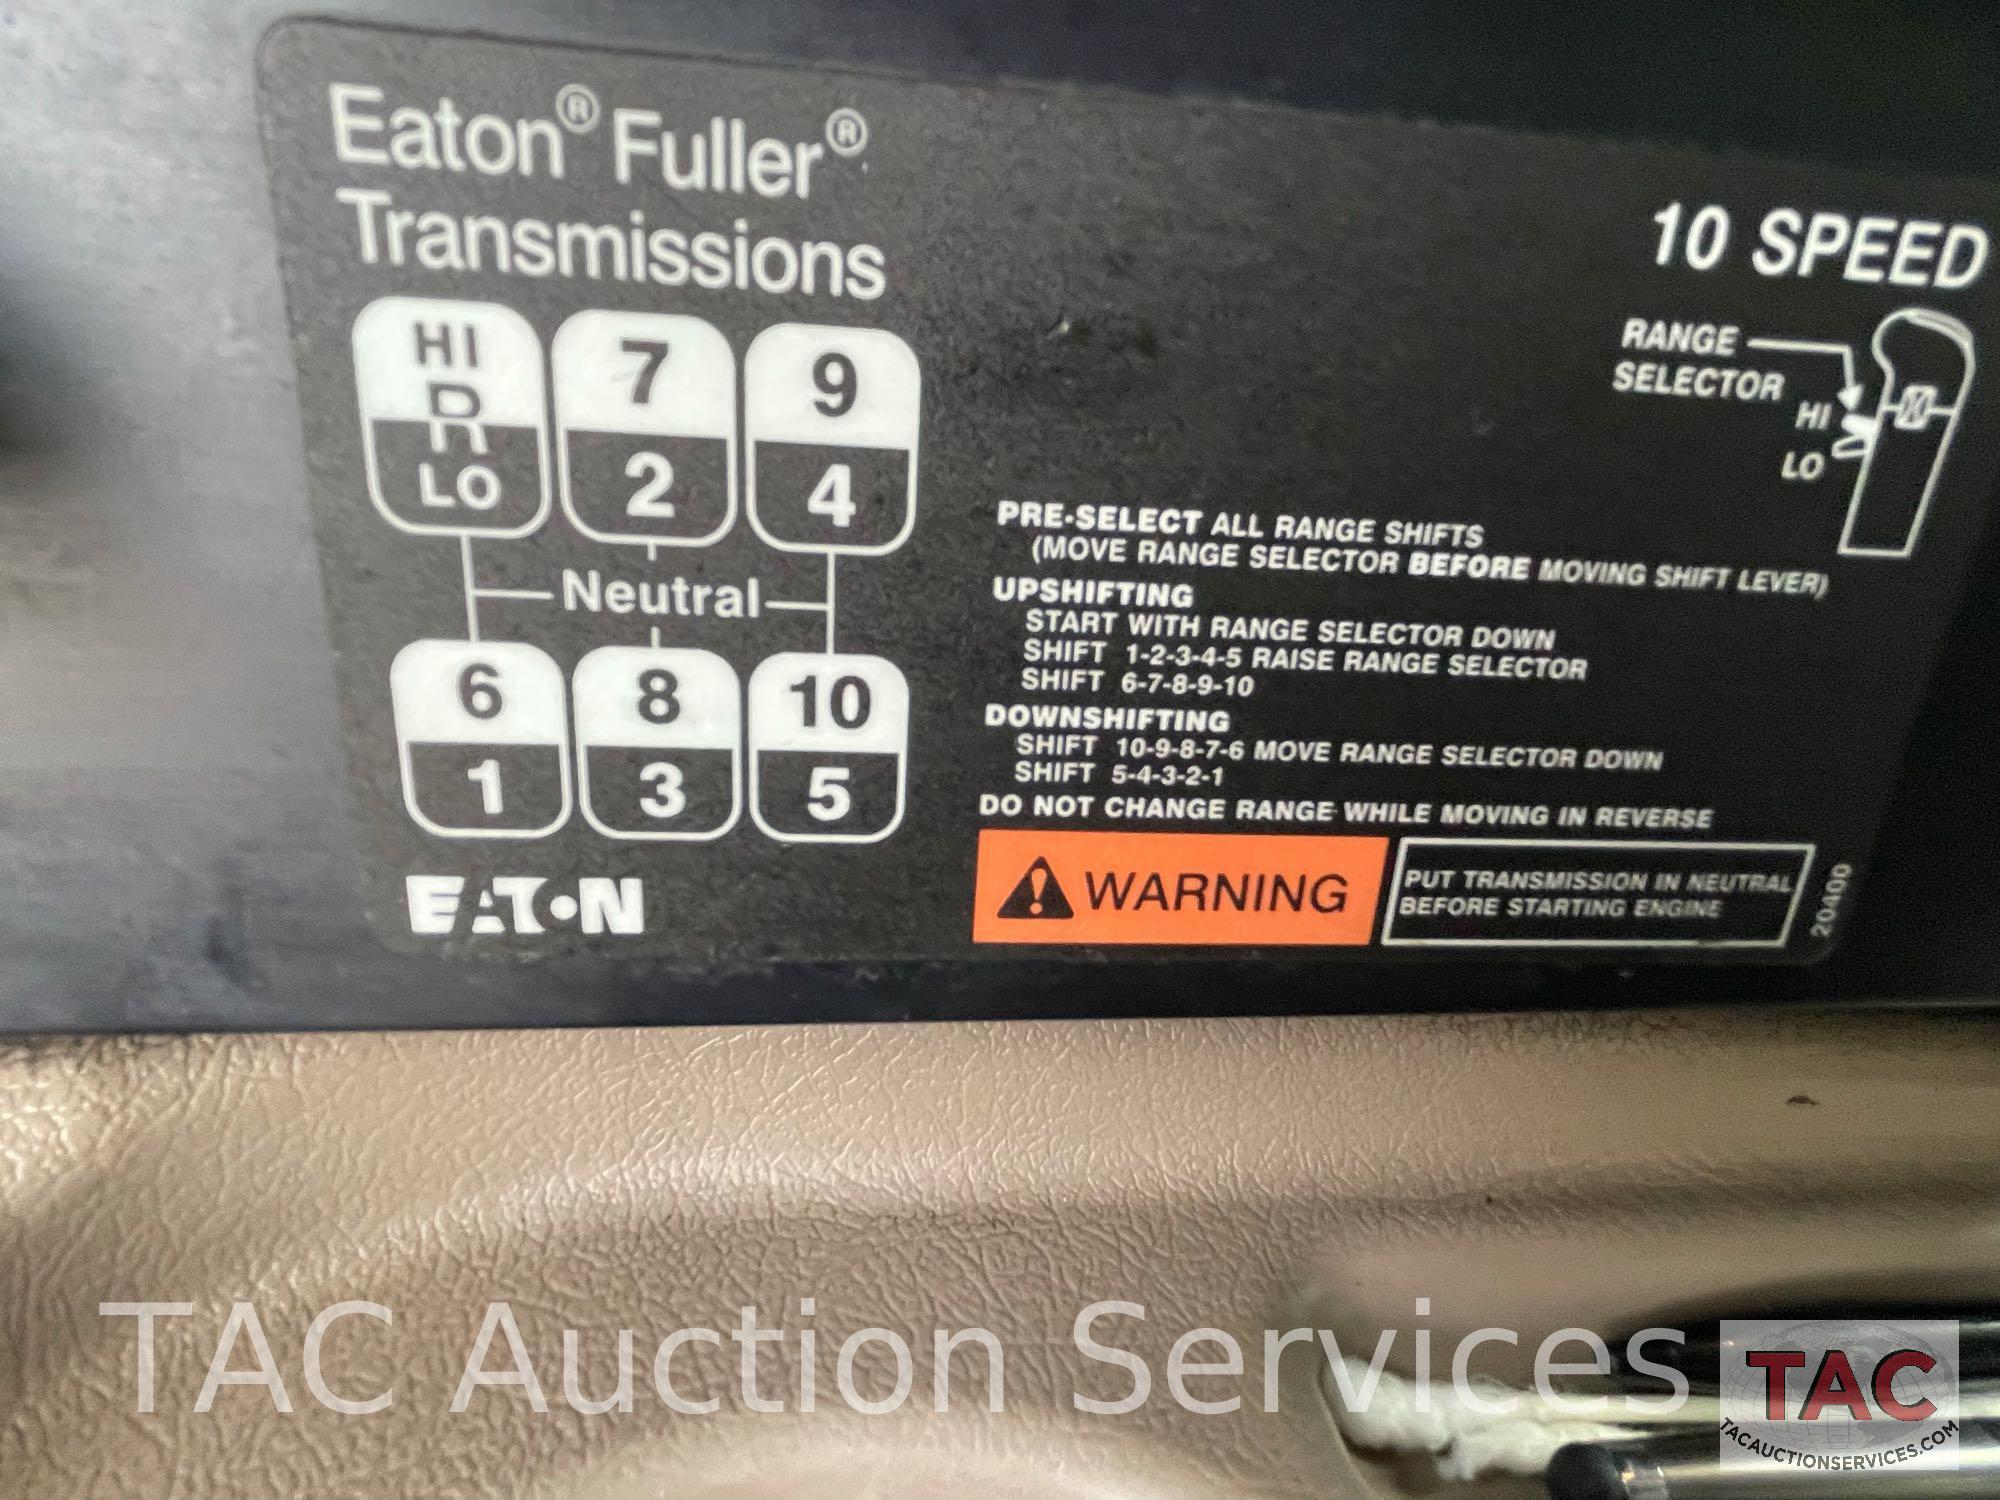 Eaton® Fuller®
Transmissions
10 SPEED
RANGE
SELECTOR
HI
LO
HI
R
LO
7
2
9
4
Neutral
6
1
8
3
10
5
EATON
PRE-SELECT ALL RANGE SHIFTS
(MOVE RANGE SELECTOR BEFORE MOVING SHIFT LEVER)
UPSHIFTING
START WITH RANGE SELECTOR DOWN
SHIFT 1-2-3-4-5 RAISE RANGE SELECTOR
SHIFT 6-7-8-9-10
DOWNSHIFTING
SHIFT 10-9-8-7-6 MOVE RANGE SELECTOR DOWN
SHIFT 5-4-3-2-1
DO NOT CHANGE RANGE WHILE MOVING IN REVERSE
WARNING
PUT TRANSMISSION IN NEUTRAL
BEFORE STARTING ENGINE
20400
TAC Auction Services
TAC
TACAUCTIONSERVICES.COM